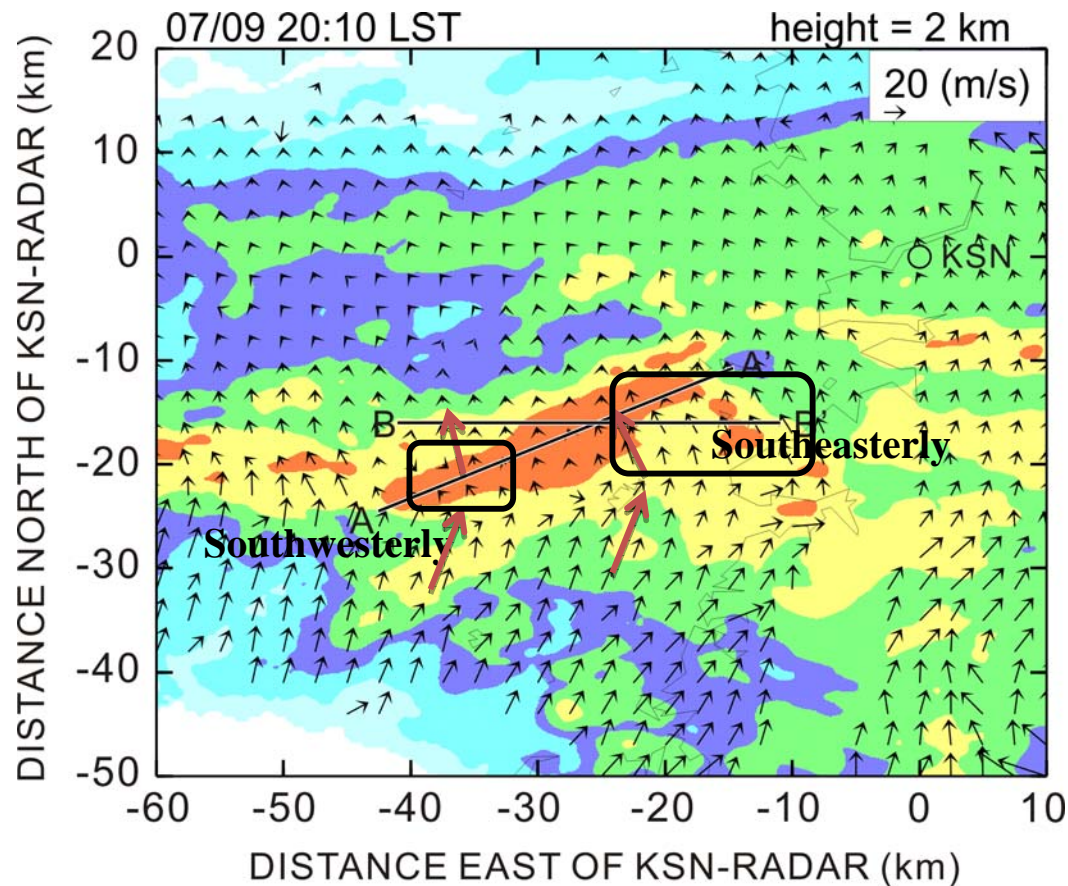 07/09 20:10 LST
height = 2 km
20 (m/s)
DISTANCE NORTH OF KSN-RADAR (km)
20
10
0
-10
-20
-30
-40
-50
KSN
A'
B
B'
Southeasterly
A
Southwesterly
-60
-50
-40
-30
-20
-10
0
10
DISTANCE EAST OF KSN-RADAR (km)